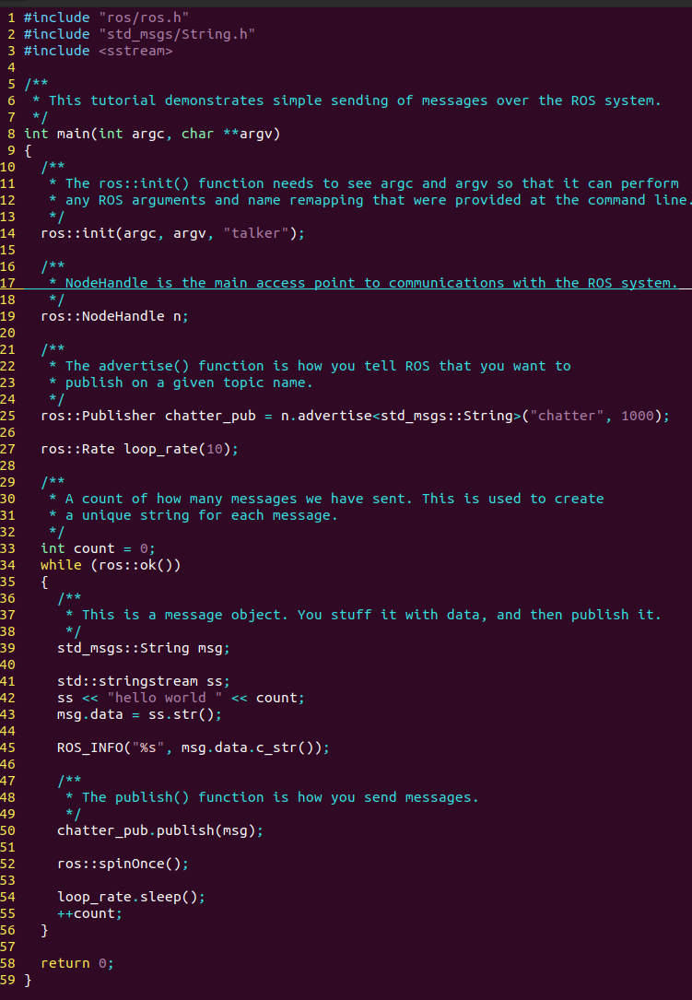 1 #include "ros/ros.h"
2 #include "std_msgs/String.h"
3 #include <sstream>
4
5 /**
6  * This tutorial demonstrates simple sending of messages over the ROS system.
7  */
8 int main(int argc, char **argv)
9 {
10   /**
11    * The ros::init() function needs to see argc and argv so that it can perform
12    * any ROS arguments and name remapping that were provided at the command line.
13    */
14   ros::init(argc, argv, "talker");
15
16   /**
17    * NodeHandle is the main access point to communications with the ROS system.
18    */
19   ros::NodeHandle n;
20
21   /**
22    * The advertise() function is how you tell ROS that you want to
23    * publish on a given topic name.
24    */
25   ros::Publisher chatter_pub = n.advertise<std_msgs::String>("chatter", 1000);
26
27   ros::Rate loop_rate(10);
28
29   /**
30    * A count of how many messages we have sent. This is used to create
31    * a unique string for each message.
32    */
33   int count = 0;
34   while (ros::ok())
35   {
36     /**
37      * This is a message object. You stuff it with data, and then publish it.
38      */
39     std_msgs::String msg;
40
41     std::stringstream ss;
42     ss << "hello world " << count;
43     msg.data = ss.str();
44
45     ROS_INFO("%s", msg.data.c_str());
46
47     /**
48      * The publish() function is how you send messages.
49      */
50     chatter_pub.publish(msg);
51
52     ros::spinOnce();
53
54     loop_rate.sleep();
55     ++count;
56   }
57
58   return 0;
59 }